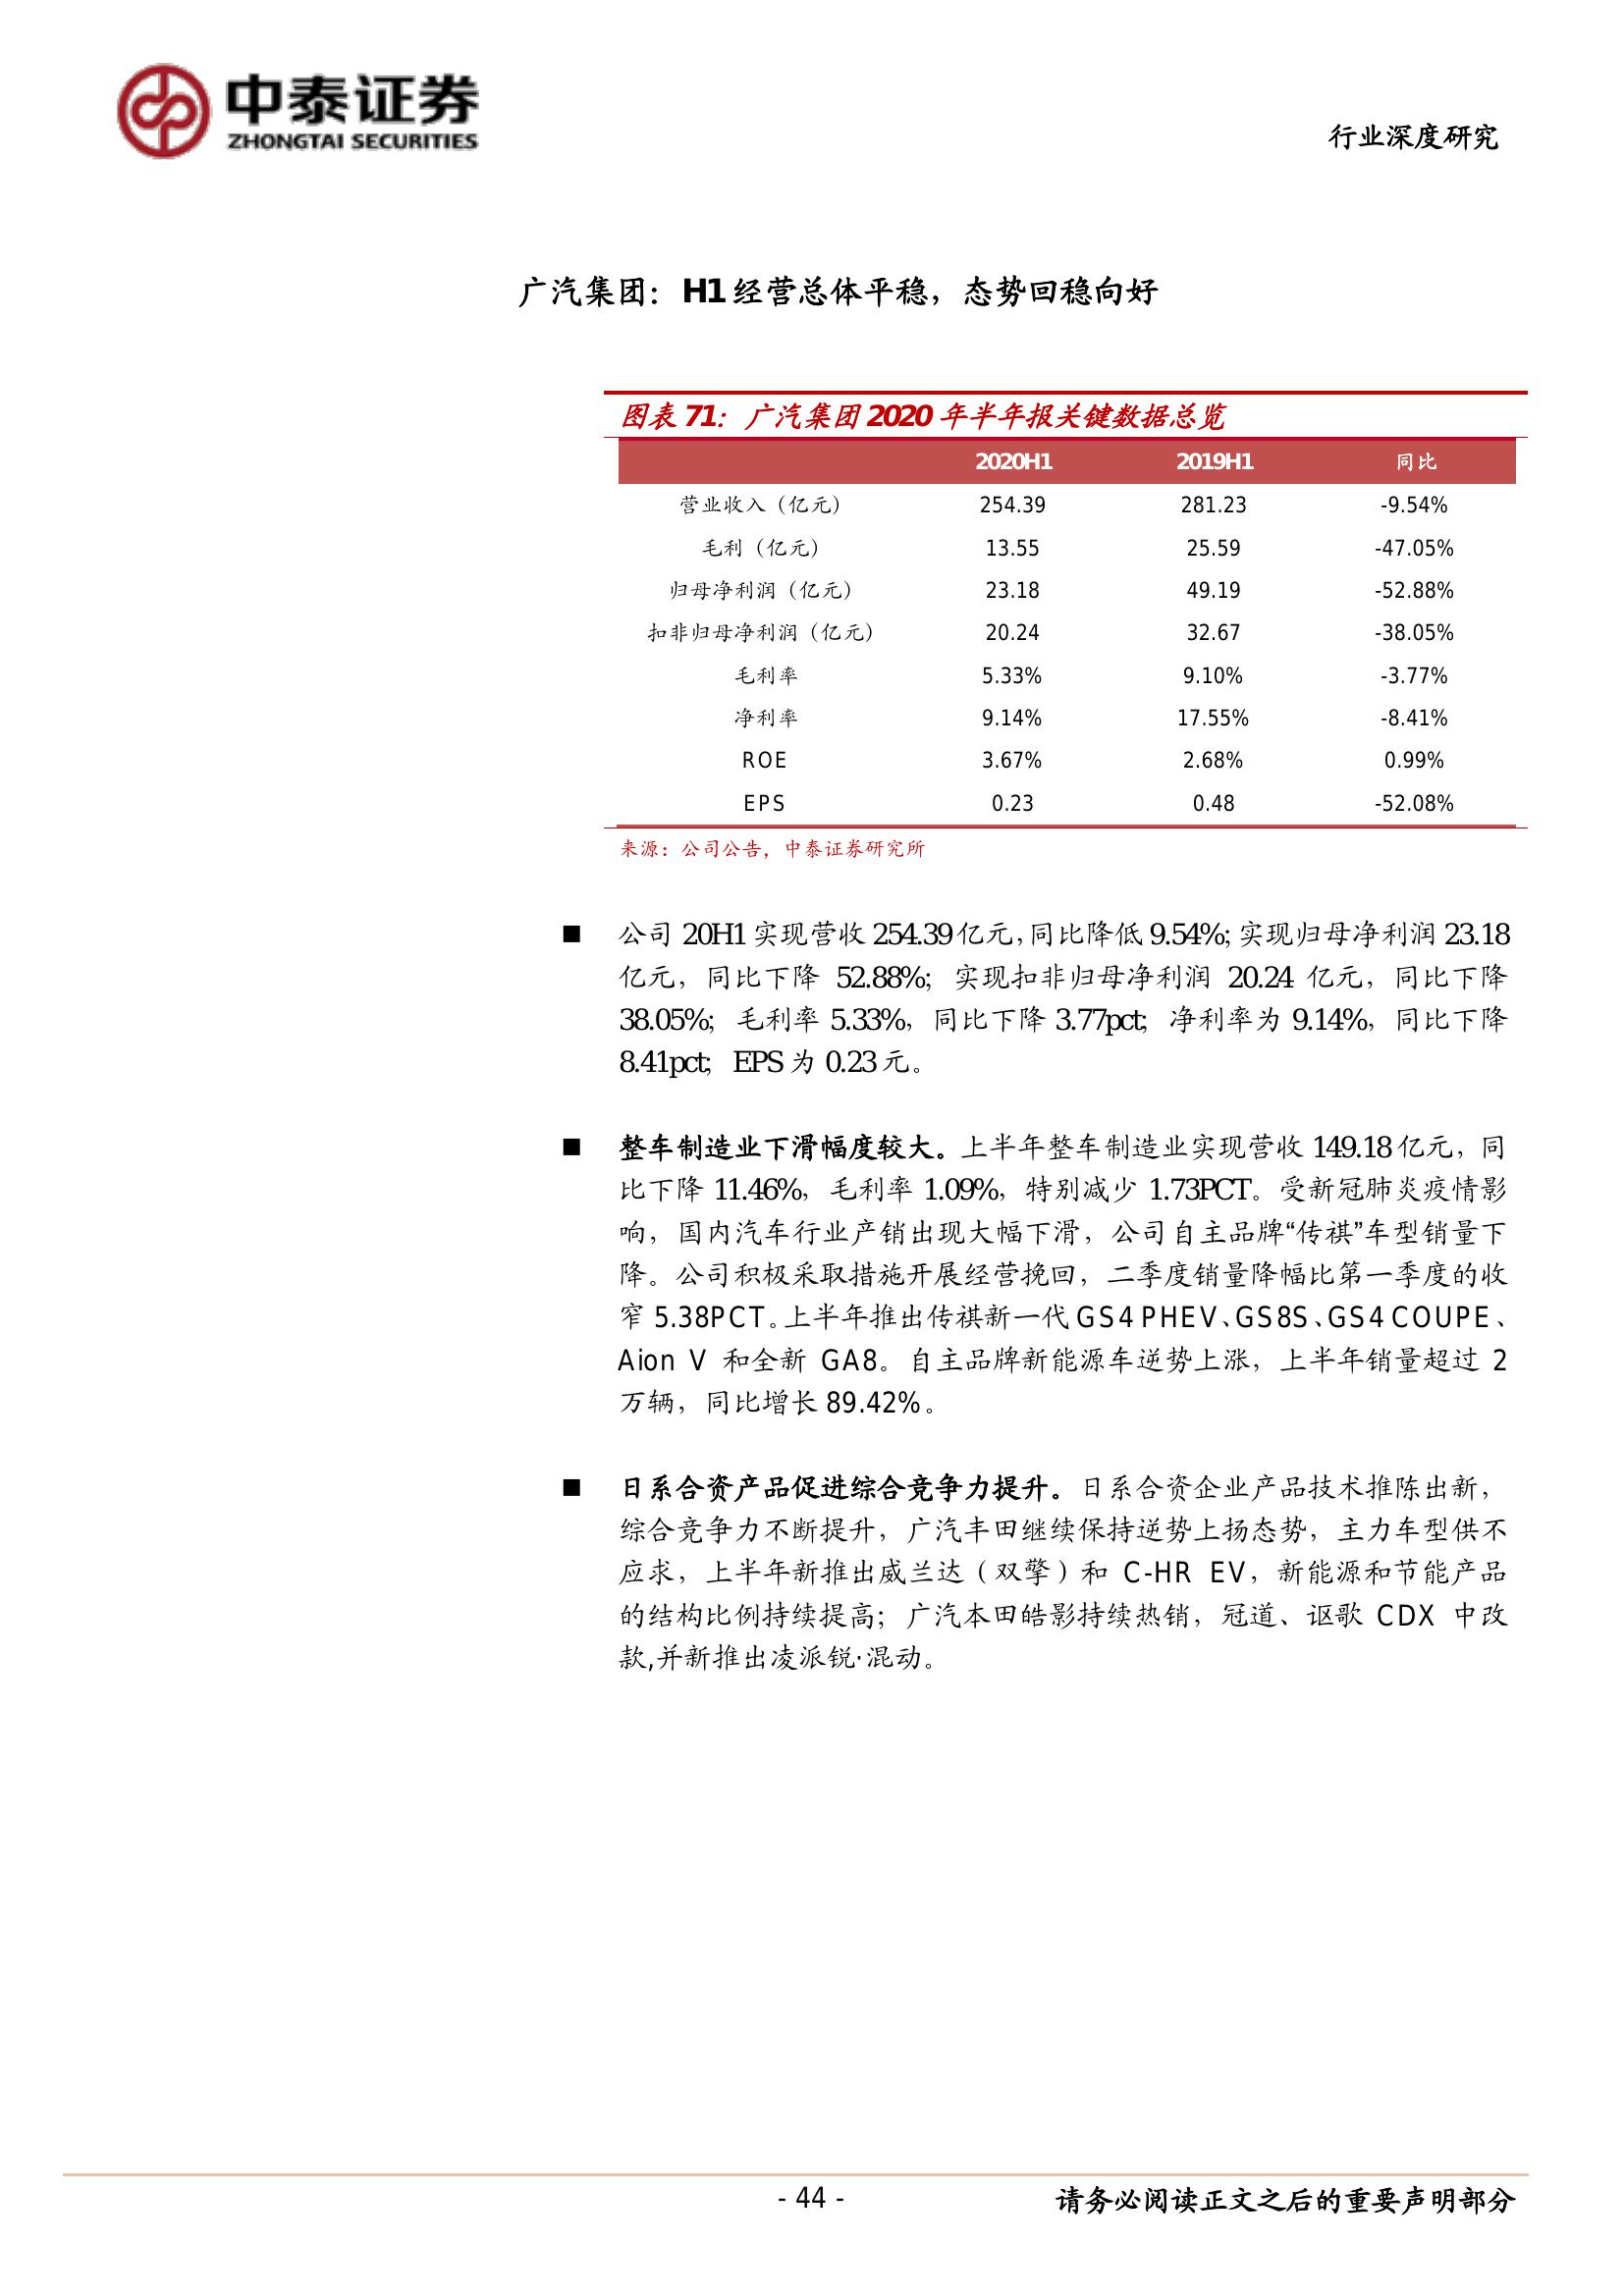 中泰证券
ZHONGTAI SECURITIES
行业深度研究
广汽集团：H1 经营总体平稳，态势回稳向好
图表 71：广汽集团 2020 年半年报关键数据总览
2020H1 2019H1 同比
营业收入（亿元） 254.39 281.23 -9.54%
毛利（亿元） 13.55 25.59 -47.05%
归母净利润（亿元） 23.18 49.19 -52.88%
扣非归母净利润（亿元） 20.24 32.67 -38.05%
毛利率 5.33% 9.10% -3.77%
净利率 9.14% 17.55% -8.41%
ROE 3.67% 2.68% 0.99%
EPS 0.23 0.48 -52.08%
来源：公司公告，中泰证券研究所
■ 公司 20H1 实现营收 254.39 亿元，同比降低 9.54%；实现归母净利润 23.18
亿元，同比下降 52.88%；实现扣非归母净利润 20.24 亿元，同比下降
38.05%；毛利率 5.33%，同比下降 3.77pct；净利率为 9.14%，同比下降
8.41pct；EPS 为 0.23 元。
■ 整车制造业下滑幅度较大。上半年整车制造业实现营收 149.18 亿元，同
比下降 11.46%，毛利率 1.09%，特别减少 1.73PCT。受新冠肺炎疫情影
响，国内汽车行业产销出现大幅下滑，公司自主品牌“传祺”车型销量下
降。公司积极采取措施开展经营挽回，二季度销量降幅比第一季度的收
窄 5.38PCT。上半年推出传祺新一代 GS4 PHEV、GS8S、GS4 COUPE、
Aion V 和全新 GA8。自主品牌新能源车逆势上涨，上半年销量超过 2
万辆，同比增长 89.42%。
■ 日系合资产品促进综合竞争力提升。日系合资企业产品技术推陈出新，
综合竞争力不断提升，广汽丰田继续保持逆势上扬态势，主力车型供不
应求，上半年新推出威兰达（双擎）和 C-HR EV，新能源和节能产品
的结构比例持续提高；广汽本田皓影持续热销，冠道、讴歌 CDX 中改
款,并新推出凌派锐·混动。
- 44 -
请务必阅读正文之后的重要声明部分